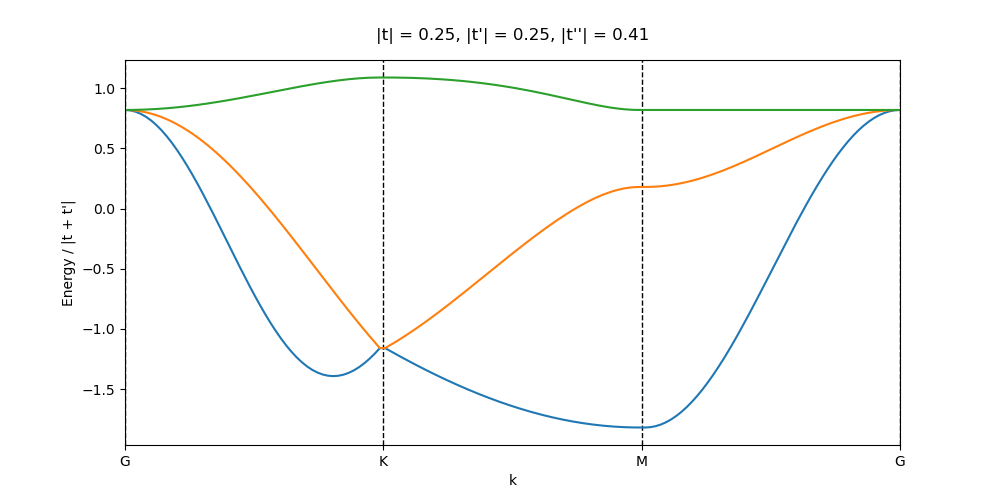 |t| = 0.25, |t'| = 0.25, |t''| = 0.41
Energy / |t + t'|
1.0
0.5
0.0
−0.5
−1.0
−1.5
G K M G
k